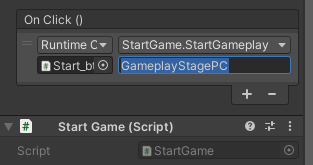 On Click ()
Runtime O StartGame.StartGameplay
Start_bt GameplayStagePC
+ −
# Start Game (Script)
Script # StartGame